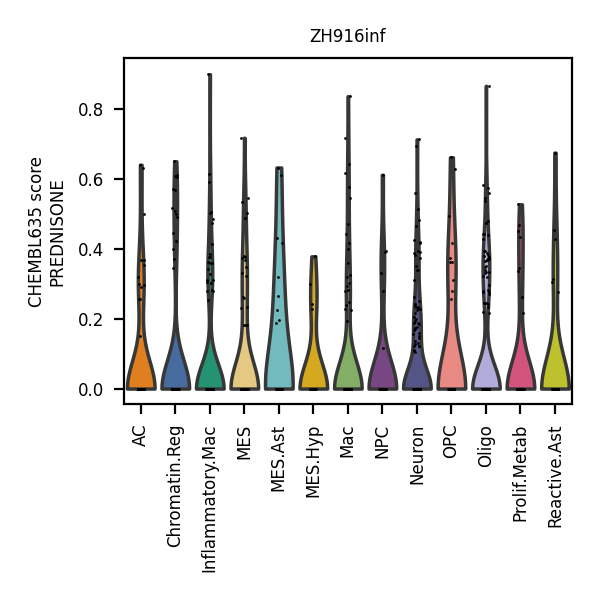 ZH916inf
CHEMBL635 score
PREDNISONE
0.8
0.6
0.4
0.2
0.0
AC
Chromatin.Reg
Inflammatory.Mac
MES
MES.Ast
MES.Hyp
Mac
NPC
Neuron
OPC
Oligo
Prolif.Metab
Reactive.Ast